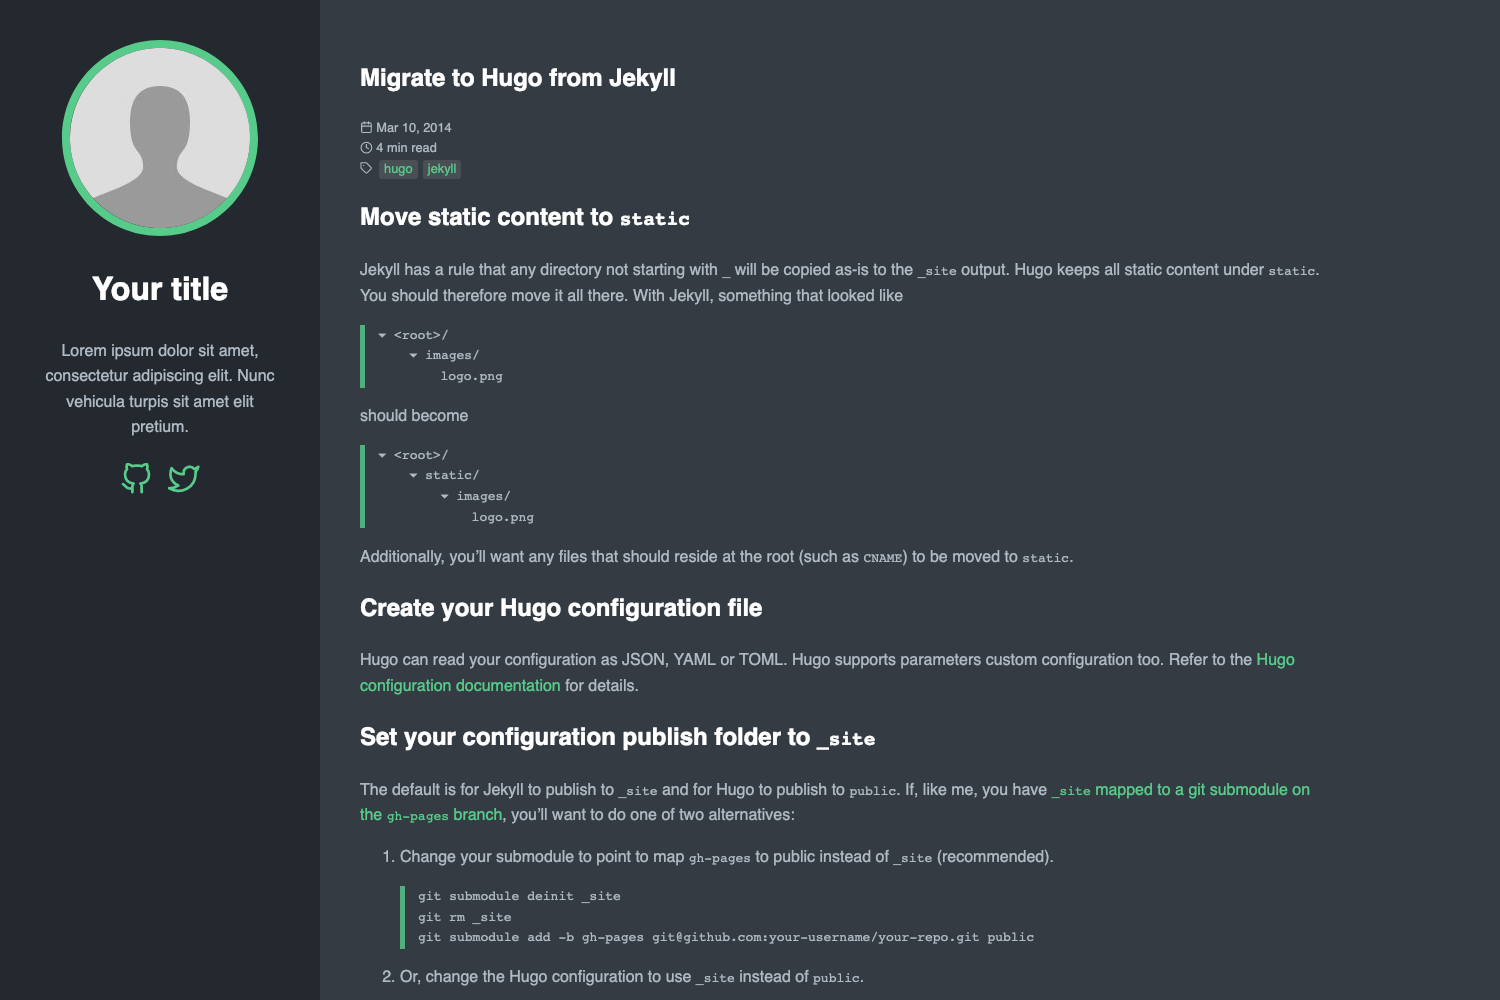 Your title
Lorem ipsum dolor sit amet,
consectetur adipiscing elit. Nunc
vehicula turpis sit amet elit
pretium.
Migrate to Hugo from Jekyll
Mar 10, 2014
4 min read
hugo jekyll
Move static content to static
Jekyll has a rule that any directory not starting with _ will be copied as-is to the _site output. Hugo keeps all static content under static.
You should therefore move it all there. With Jekyll, something that looked like
▾ <root>/
    ▾ images/
        logo.png
should become
▾ <root>/
    ▾ static/
        ▾ images/
            logo.png
Additionally, you’ll want any files that should reside at the root (such as CNAME) to be moved to static.
Create your Hugo configuration file
Hugo can read your configuration as JSON, YAML or TOML. Hugo supports parameters custom configuration too. Refer to the Hugo
configuration documentation for details.
Set your configuration publish folder to _site
The default is for Jekyll to publish to _site and for Hugo to publish to public. If, like me, you have _site mapped to a git submodule on
the gh-pages branch, you’ll want to do one of two alternatives:
1. Change your submodule to point to map gh-pages to public instead of _site (recommended).
git submodule deinit _site
git rm _site
git submodule add -b gh-pages git@github.com:your-username/your-repo.git public
2. Or, change the Hugo configuration to use _site instead of public.